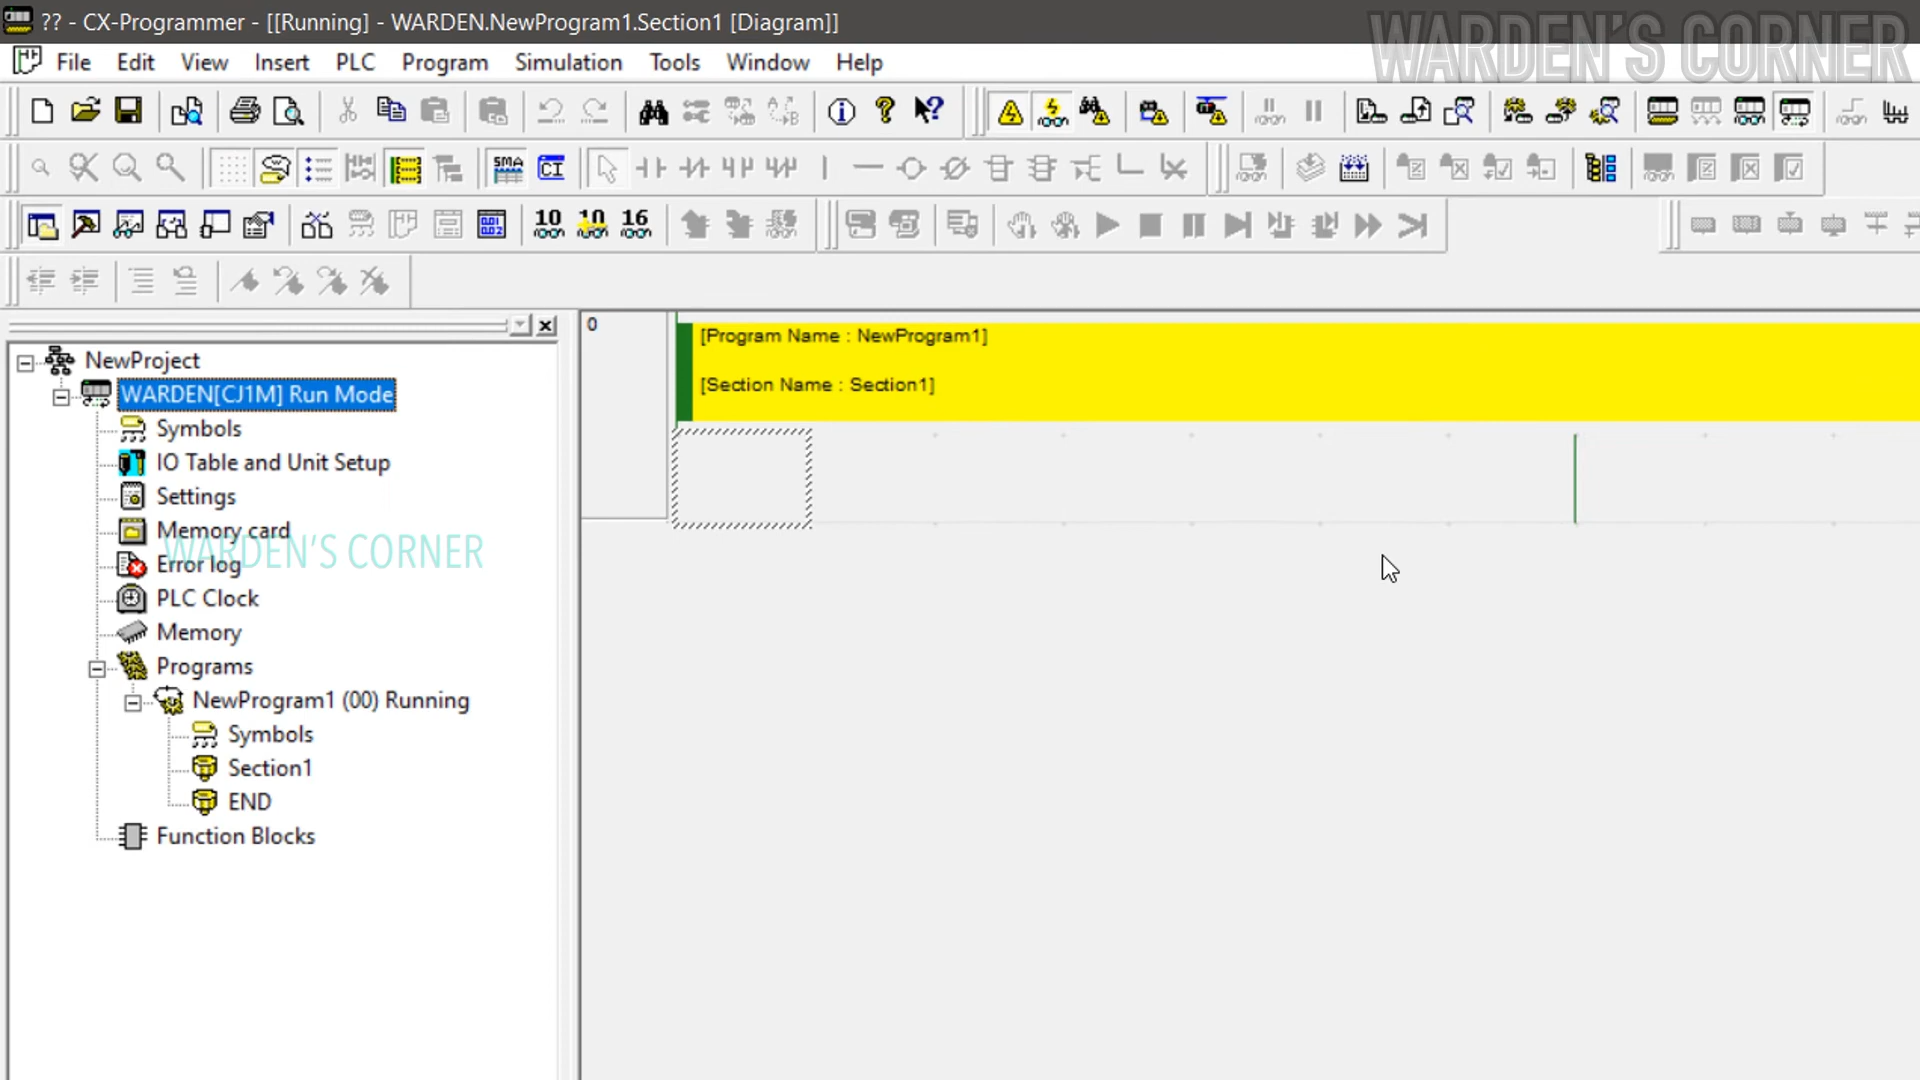 ?? - CX-Programmer - [[Running] - WARDEN.NewProgram1.Section1 [Diagram]]
WARDEN'S CORNER
File Edit View Insert PLC Program Simulation Tools Window Help
SMA CI
10 10 16
0
[Program Name : NewProgram1]
[Section Name : Section1]
NewProject
WARDEN[CJ1M] Run Mode
Symbols
IO Table and Unit Setup
Settings
Memory card
WARDEN'S CORNER
Error log
PLC Clock
Memory
Programs
NewProgram1 (00) Running
Symbols
Section1
END
Function Blocks